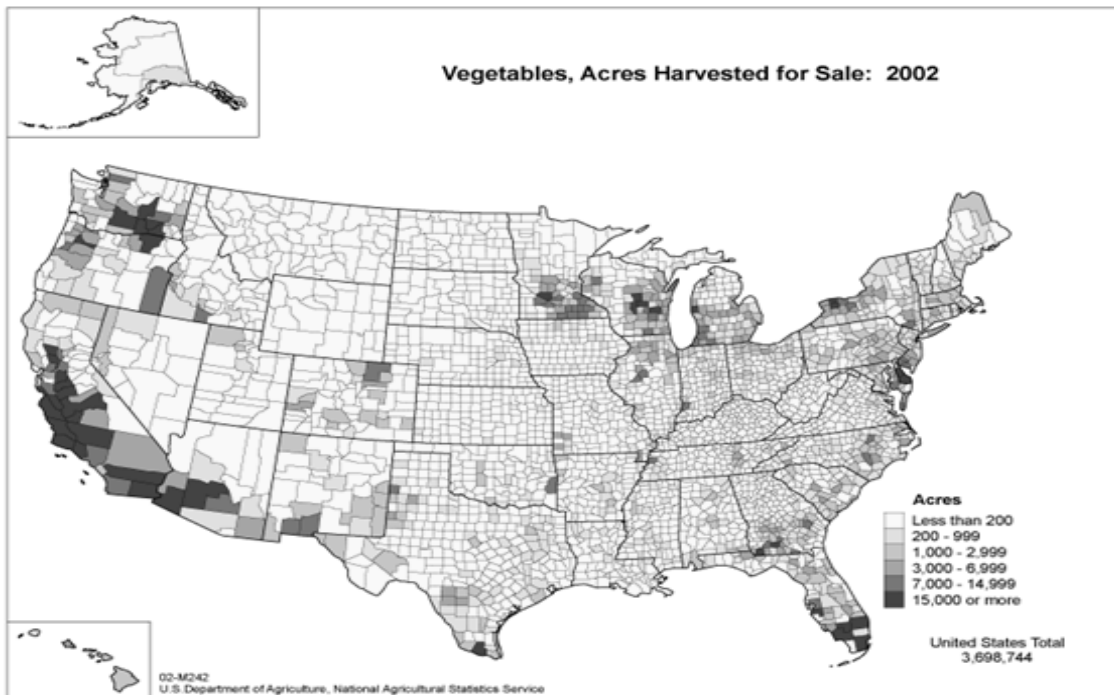 Vegetables, Acres Harvested for Sale: 2002
Acres
Less than 200
200 - 999
1,000 - 2,999
3,000 - 6,999
7,000 - 14,999
15,000 or more
United States Total
3,698,744
02-M242
U.S.Department of Agriculture, National Agricultural Statistics Service